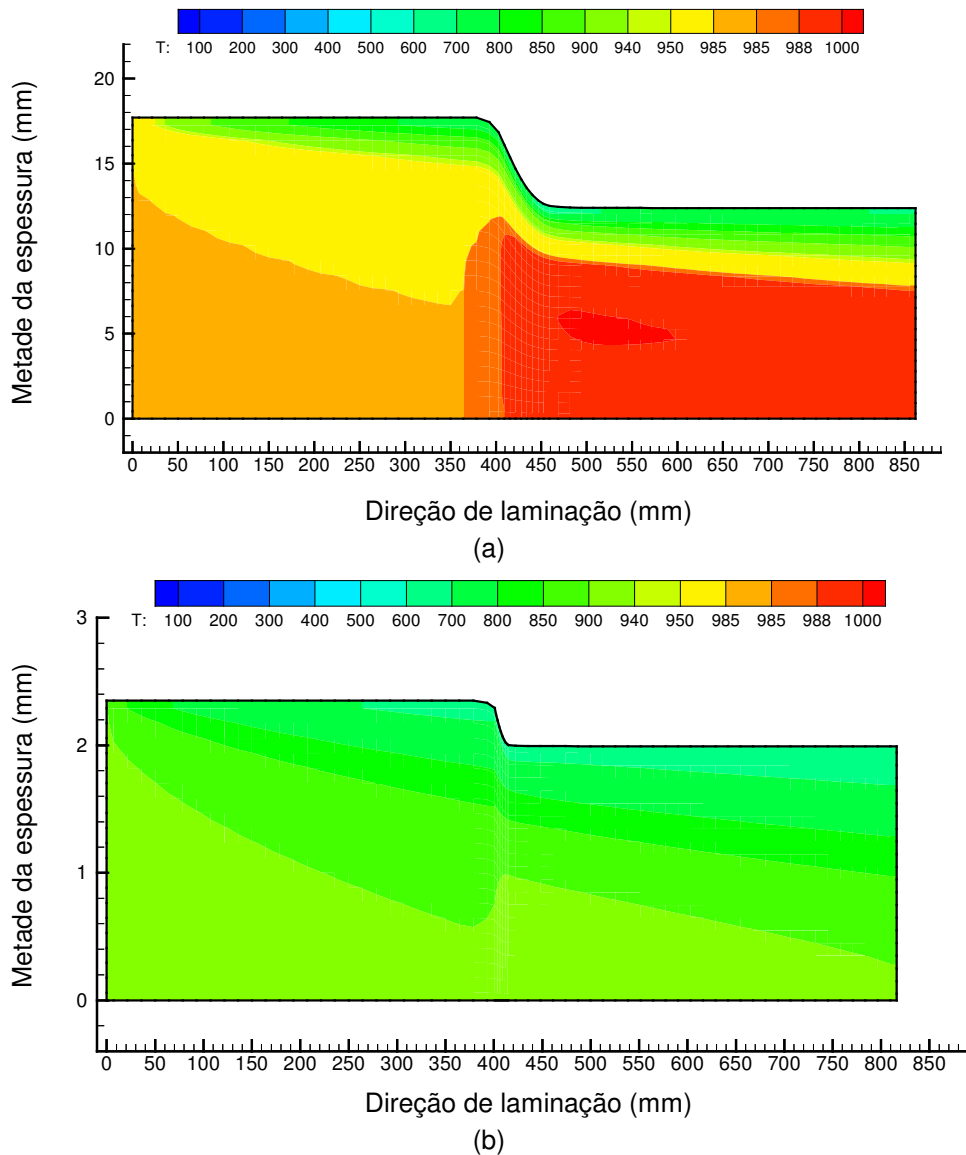 T: 100 200 300 400 500 600 700 800 850 900 940 950 985 985 988 1000
20
15
10
5
0
Metade da espessura (mm)
0 50 100 150 200 250 300 350 400 450 500 550 600 650 700 750 800 850
Direção de laminação (mm)
(a)
T: 100 200 300 400 500 600 700 800 850 900 940 950 985 985 988 1000
3
2
1
0
Metade da espessura (mm)
0 50 100 150 200 250 300 350 400 450 500 550 600 650 700 750 800 850
Direção de laminação (mm)
(b)